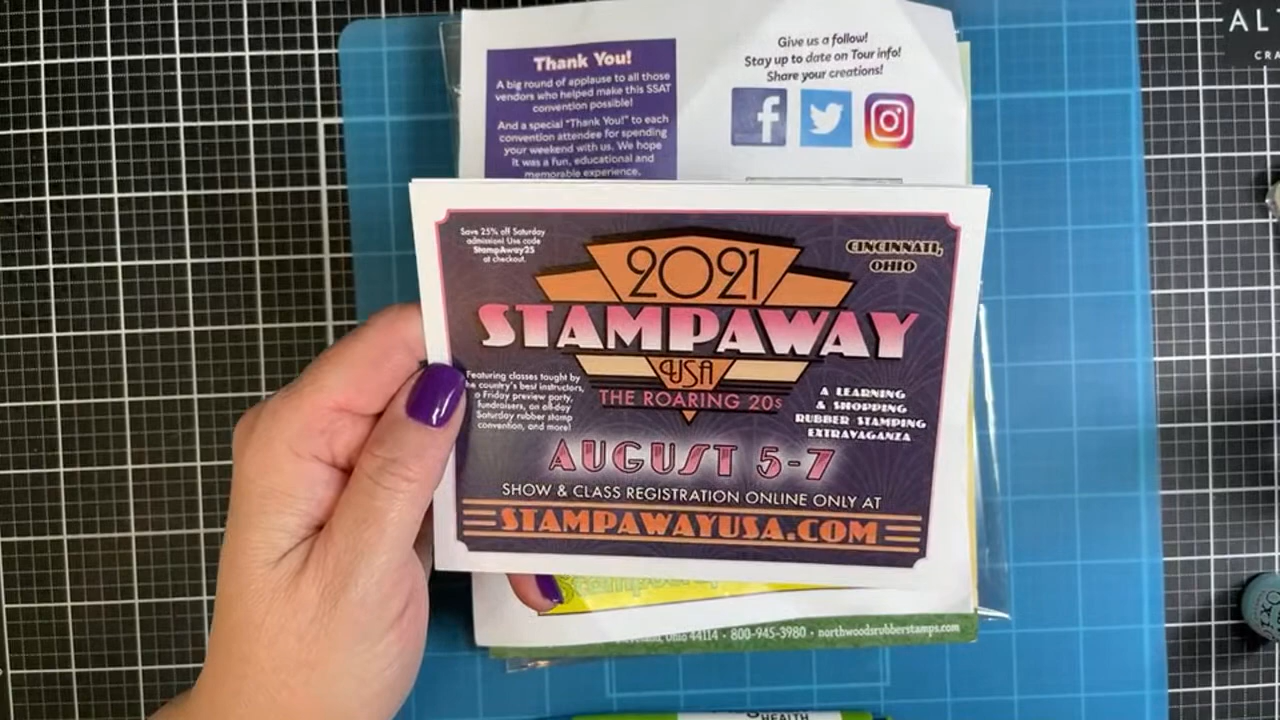 Thank You!
A big round of applause to all those
vendors who helped make this SSAT
convention possible!
And a special "Thank You!" to each
convention attendee for spending
your weekend with us. We hope
it was a fun, educational and
memorable experience.
Give us a follow!
Stay up to date on Tour info!
Share your creations!
Save 25% off Saturday
admission! Use code
StampAway25
at checkout.
CINCINNATI,
OHIO
2021
STAMPAWAY
USA
THE ROARING 20s
Featuring classes taught by
the country's best instructors,
a Friday preview party,
fundraisers, an all-day
Saturday rubber stamp
convention, and more!
A LEARNING
& SHOPPING
RUBBER STAMPING
EXTRAVAGANZA
AUGUST 5-7
SHOW & CLASS REGISTRATION ONLINE ONLY AT
STAMPAWAYUSA.COM
Ohio 44114 • 800-945-3980 • northwoodsrubberstamps.com
HEALTH
AL
CRA